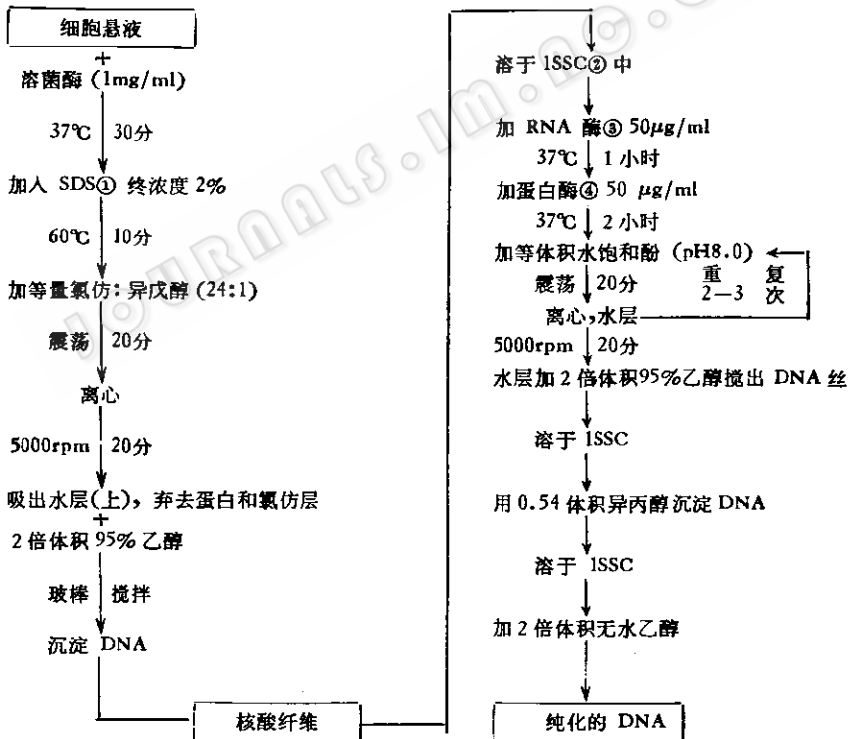 细胞悬液
+
溶菌酶 (1mg/ml)
37℃ 30分
加入 SDS① 终浓度 2%
60℃ 10分
加等量氯仿: 异戊醇 (24:1)
震荡 20分
离心
5000rpm 20分
吸出水层(上), 弃去蛋白和氯仿层
+
2倍体积 95% 乙醇
玻棒 搅拌
沉淀 DNA
核酸纤维
溶于 1SSC② 中
加 RNA 酶③ 50μg/ml
37℃ 1 小时
加蛋白酶④ 50 μg/ml
37℃ 2 小时
加等体积水饱和酚 (pH8.0)
震荡 20分
重复
2—3次
离心,水层
5000rpm 20分
水层加2倍体积95%乙醇搅出 DNA 丝
溶于 1SSC
用 0.54 体积异丙醇沉淀 DNA
溶于 1SSC
加2倍体积无水乙醇
纯化的 DNA
JOURNALS.IM.AC.C